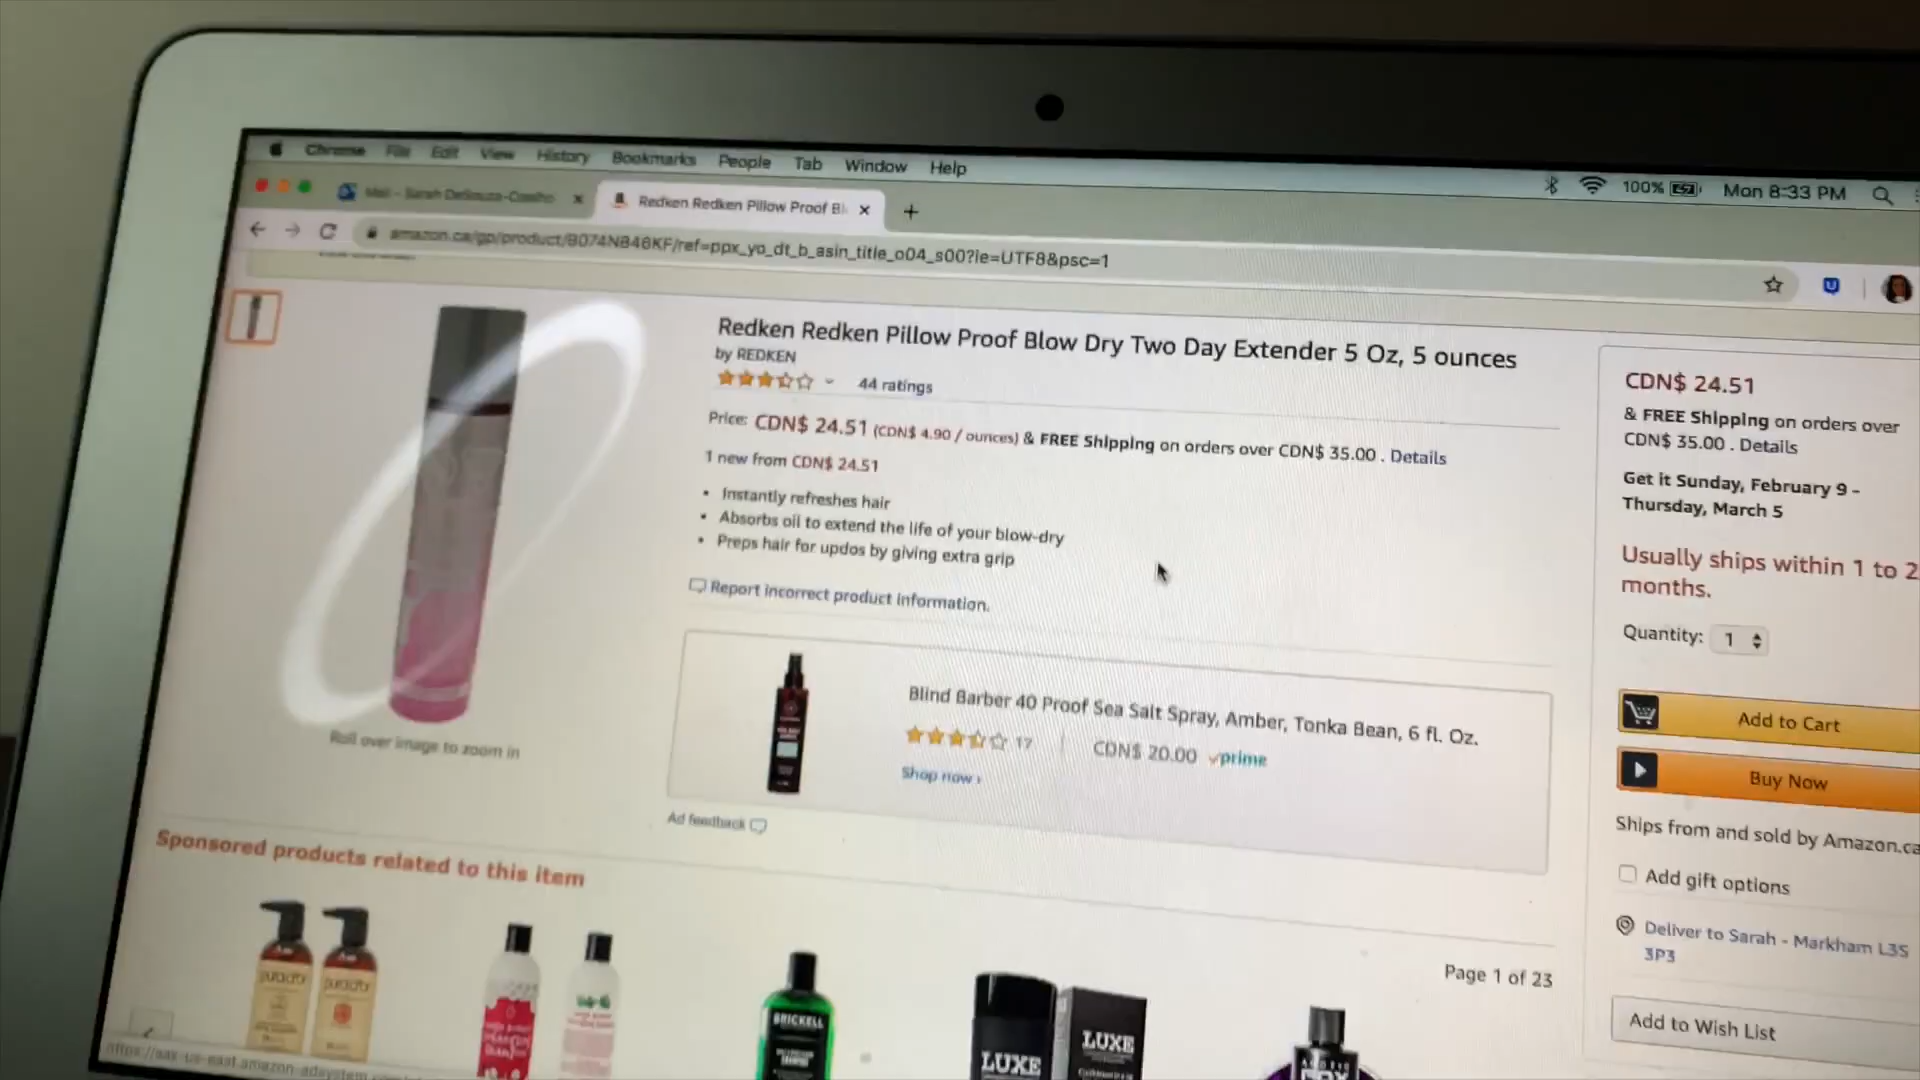 Chrome File Edit View History Bookmarks People Tab Window Help
100% Mon 8:33 PM
Mail - Sarah DeSouza-Coelho
Redken Redken Pillow Proof Bl
amazon.ca/gp/product/B074N846KF/ref=ppx_yo_dt_b_asin_title_o04_s00?ie=UTF8&psc=1
Redken Redken Pillow Proof Blow Dry Two Day Extender 5 Oz, 5 ounces
by REDKEN
44 ratings
Price: CDN$ 24.51 (CDN$ 4.90 / ounces) & FREE Shipping on orders over CDN$ 35.00 . Details
1 new from CDN$ 24.51
• Instantly refreshes hair
• Absorbs oil to extend the life of your blow-dry
• Preps hair for updos by giving extra grip
Report incorrect product information.
Roll over image to zoom in
Blind Barber 40 Proof Sea Salt Spray, Amber, Tonka Bean, 6 fl. Oz.
17 CDN$ 20.00 prime
Shop now ›
Ad feedback
CDN$ 24.51
& FREE Shipping on orders over
CDN$ 35.00 . Details
Get it Sunday, February 9 -
Thursday, March 5
Usually ships within 1 to 2
months.
Quantity: 1
Add to Cart
Buy Now
Ships from and sold by Amazon.ca
Add gift options
Deliver to Sarah - Markham L3S
3P3
Add to Wish List
Sponsored products related to this item
Page 1 of 23
BRICKELL
LUXE
LUXE